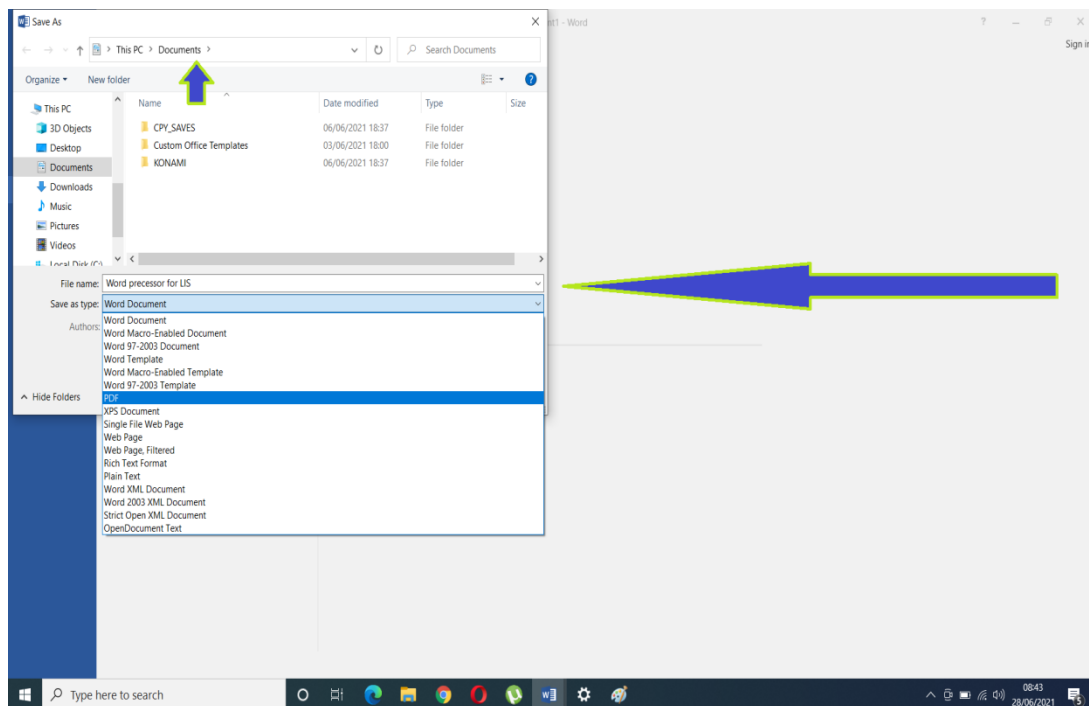 Save As
nt1 - Word
Sign in
This PC > Documents >
Search Documents
Organize
New folder
Name
Date modified
Type
Size
This PC
3D Objects
Desktop
Documents
Downloads
Music
Pictures
Videos
Local Disk (C:)
CPY_SAVES 06/06/2021 18:37 File folder
Custom Office Templates 03/06/2021 18:00 File folder
KONAMI 06/06/2021 18:37 File folder
File name: Word precessor for LIS
Save as type: Word Document
Authors:
Word Document
Word Macro-Enabled Document
Word 97-2003 Document
Word Template
Word Macro-Enabled Template
Word 97-2003 Template
PDF
XPS Document
Single File Web Page
Web Page
Web Page, Filtered
Rich Text Format
Plain Text
Word XML Document
Word 2003 XML Document
Strict Open XML Document
OpenDocument Text
Hide Folders
Type here to search
08:43
28/06/2021